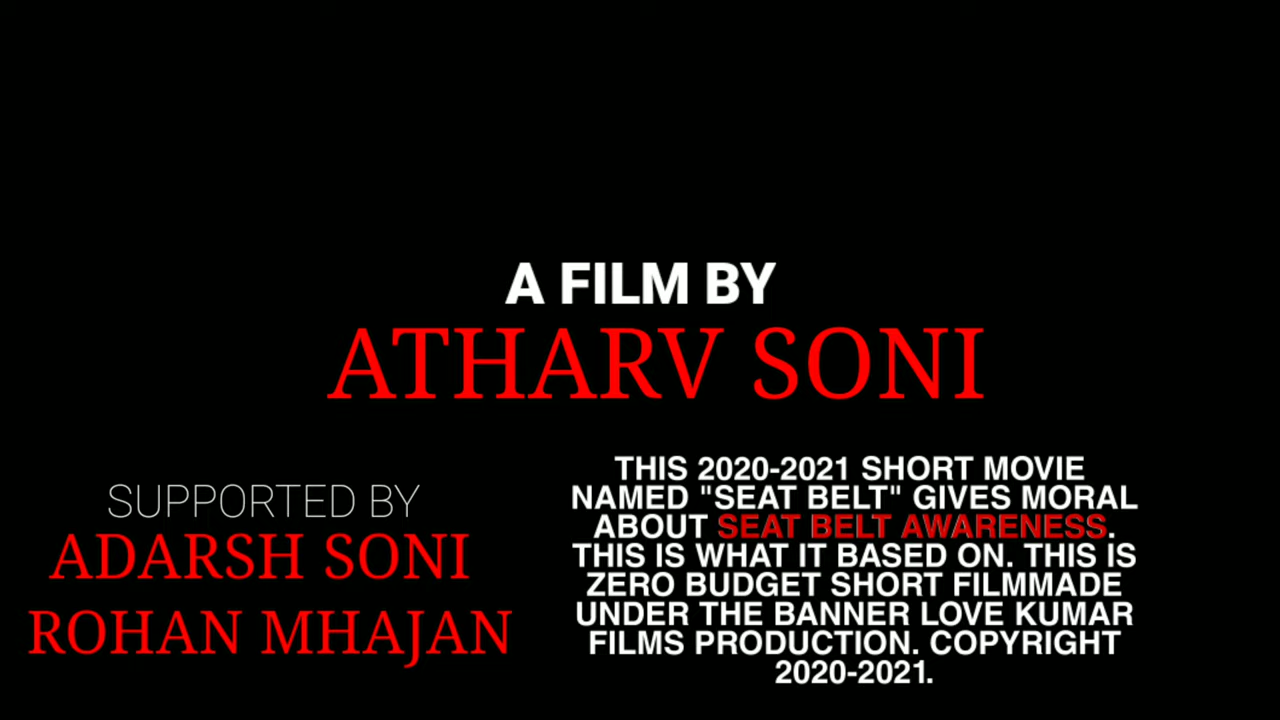 A FILM BY
ATHARV SONI
SUPPORTED BY
ADARSH SONI
ROHAN MHAJAN
THIS 2020-2021 SHORT MOVIE
NAMED "SEAT BELT" GIVES MORAL
ABOUT SEAT BELT AWARENESS.
THIS IS WHAT IT BASED ON. THIS IS
ZERO BUDGET SHORT FILMMADE
UNDER THE BANNER LOVE KUMAR
FILMS PRODUCTION. COPYRIGHT
2020-2021.